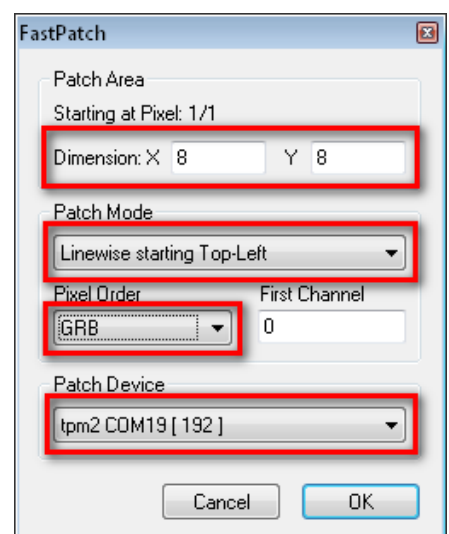 FastPatch
Patch Area
Starting at Pixel: 1/1
Dimension: X 8 Y 8
Patch Mode
Linewise starting Top-Left
Pixel Order First Channel
GRB 0
Patch Device
tpm2 COM19 [ 192 ]
Cancel OK